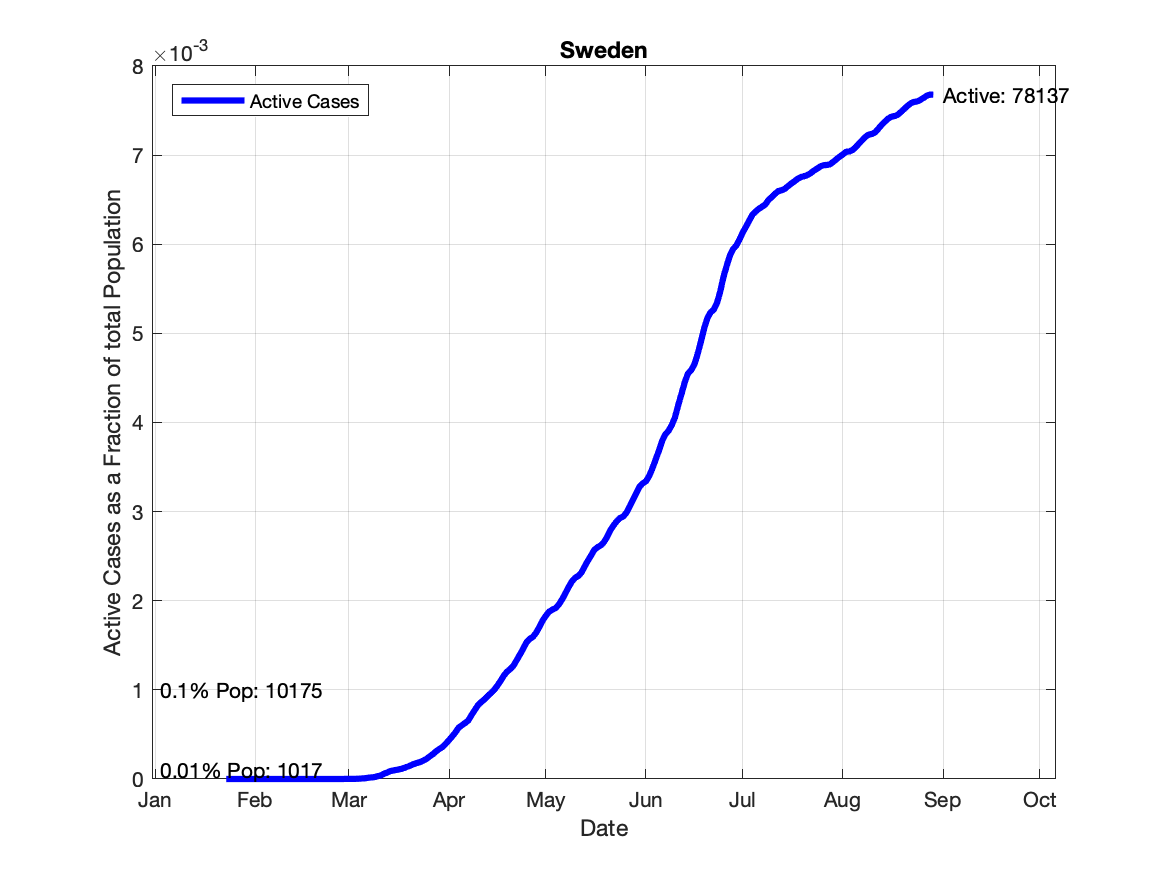 Sweden
×10-3
8
7
6
5
4
3
2
1
0
Active Cases
Active: 78137
0.1% Pop: 10175
0.01% Pop: 1017
Active Cases as a Fraction of total Population
Jan Feb Mar Apr May Jun Jul Aug Sep Oct
Date